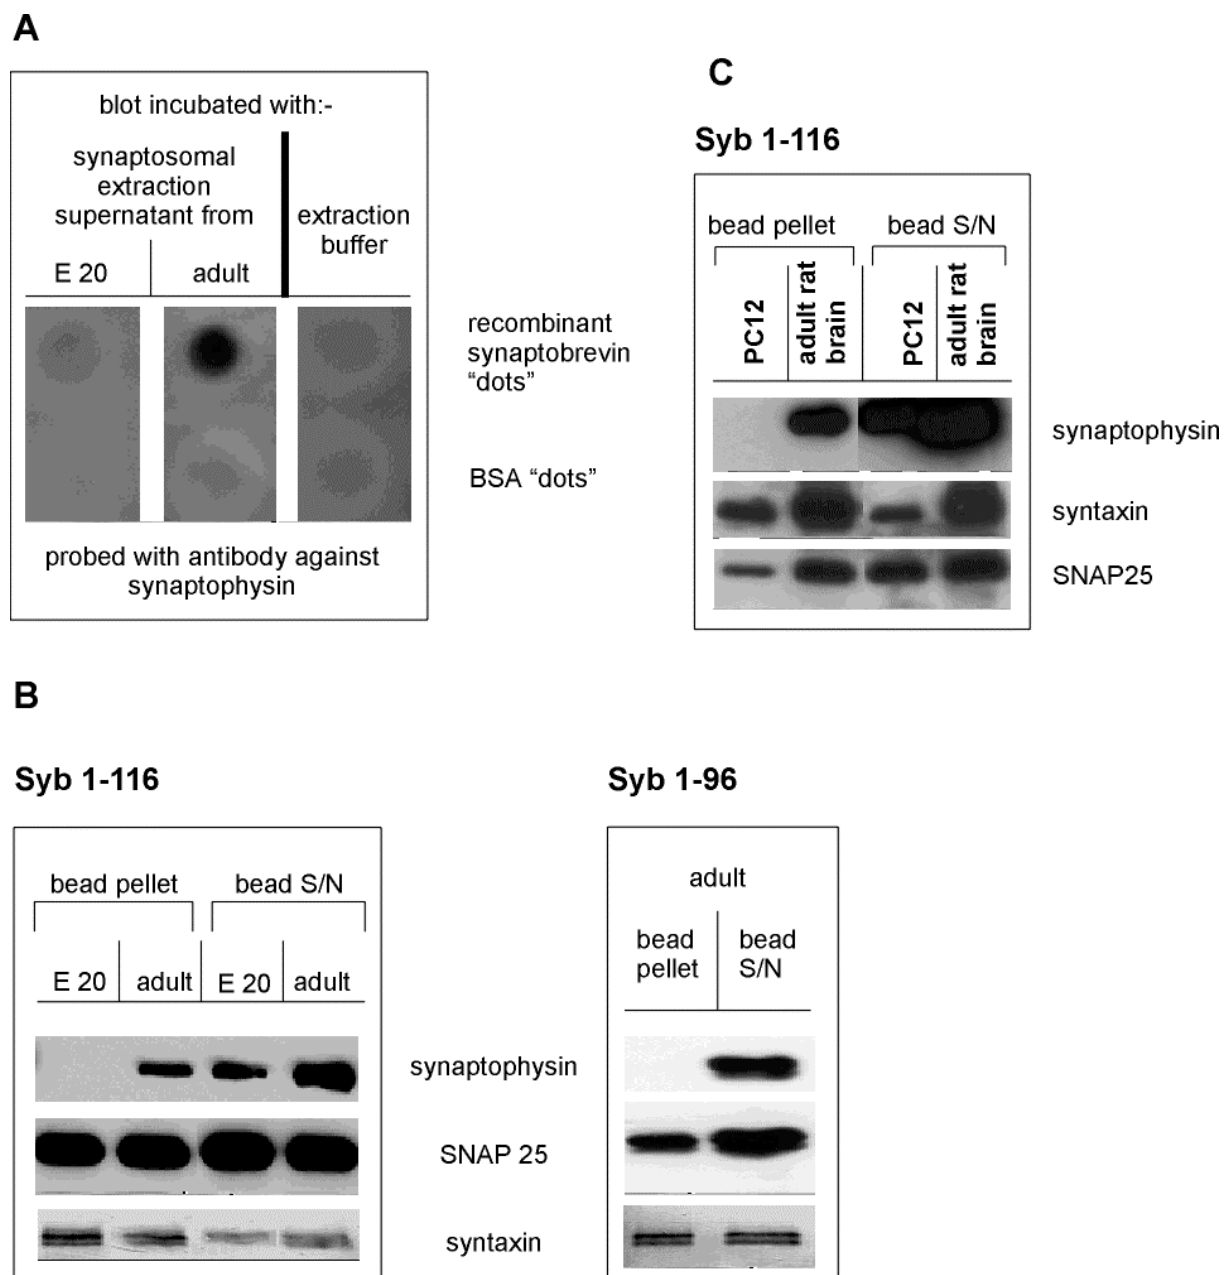 A
blot incubated with:-
synaptosomal
extraction
supernatant from
extraction
buffer
E 20
adult
recombinant
synaptobrevin
“dots”
BSA “dots”
probed with antibody against
synaptophysin
C
Syb 1-116
bead pellet
bead S/N
PC12
adult rat
brain
PC12
adult rat
brain
synaptophysin
syntaxin
SNAP25
B
Syb 1-116
bead pellet
bead S/N
E 20
adult
E 20
adult
synaptophysin
SNAP 25
syntaxin
Syb 1-96
adult
bead
pellet
bead
S/N